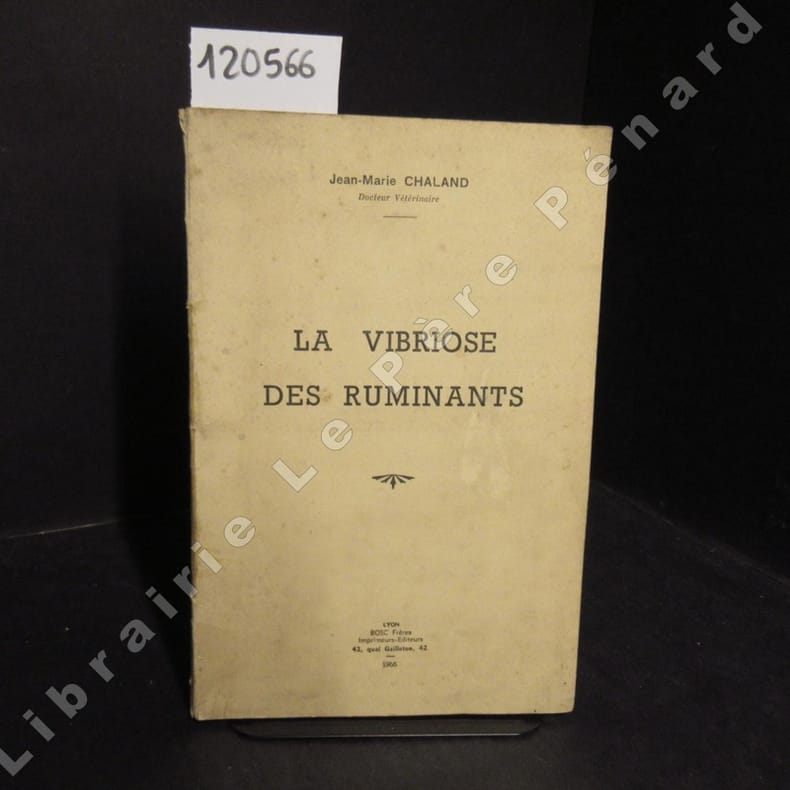 120566
Jean-Marie CHALAND
Docteur Vétérinaire
LA VIBRIOSE
DES RUMINANTS
LYON
BOSC Frères
Imprimeurs-Editeurs
42, quai Gailleton, 42
Librairie Le Père Pénard